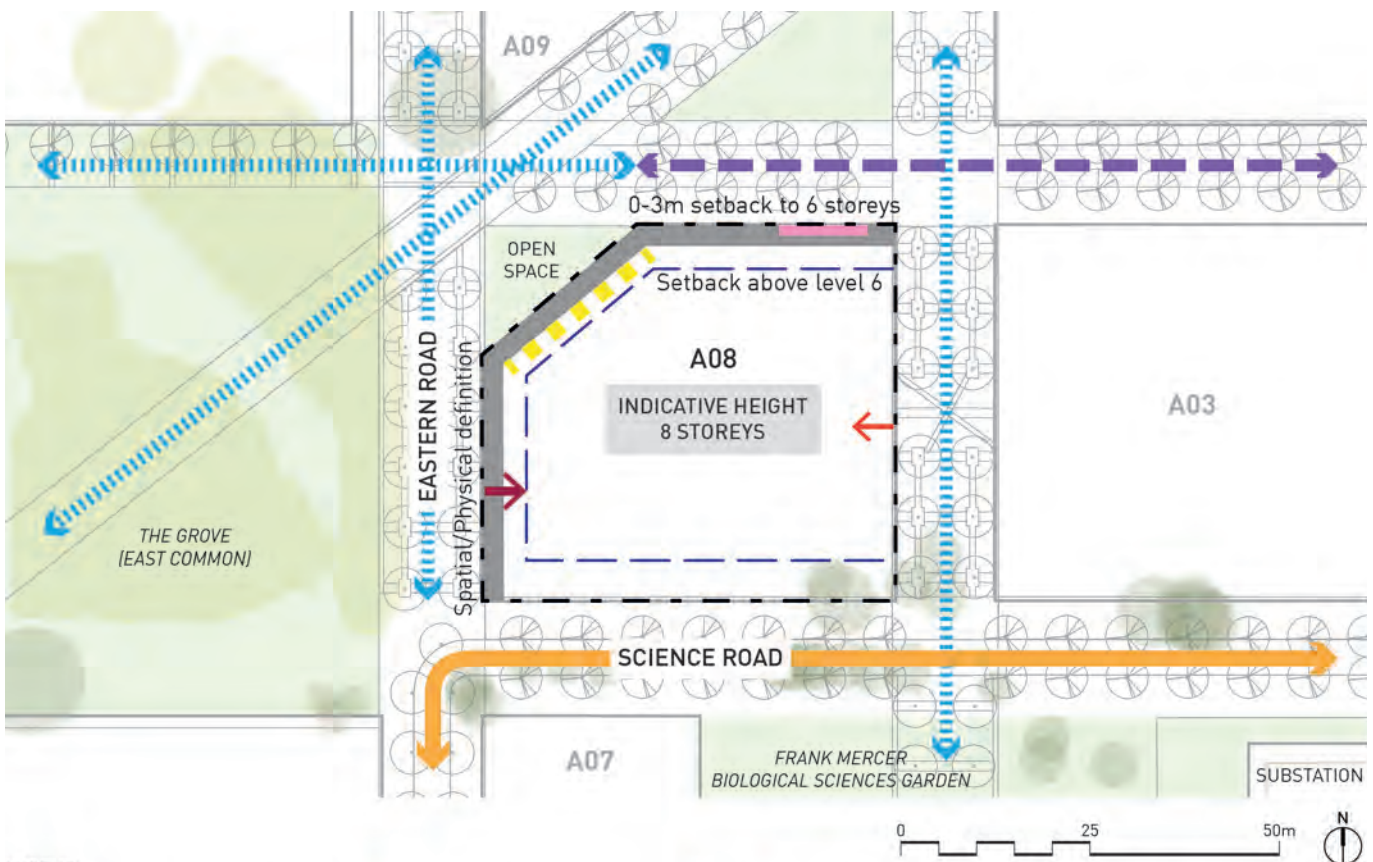 A09
0-3m setback to 6 storeys
OPEN
SPACE
Setback above level 6
EASTERN ROAD
Spatial/Physical definition
A08
INDICATIVE HEIGHT
8 STOREYS
A03
THE GROVE
(EAST COMMON)
SCIENCE ROAD
A07
FRANK MERCER
BIOLOGICAL SCIENCES GARDEN
SUBSTATION
0
25
50m
N